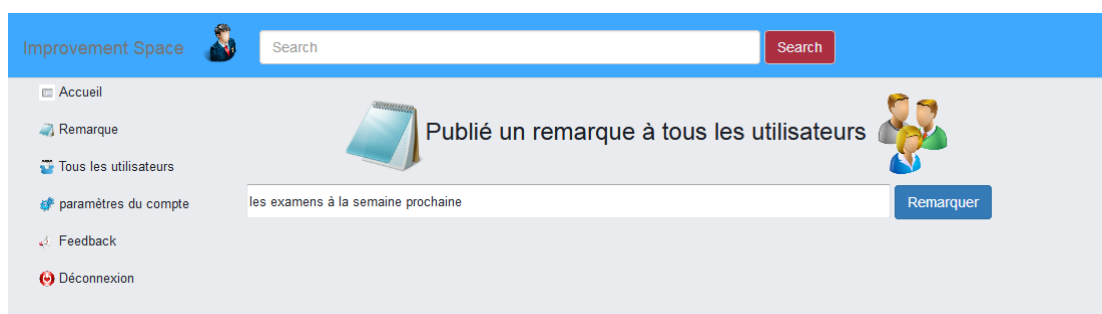 Improvement Space
Search
Search
Accueil
Remarque
Tous les utilisateurs
paramètres du compte
Feedback
Déconnexion
Publié un remarque à tous les utilisateurs
les examens à la semaine prochaine
Remarquer